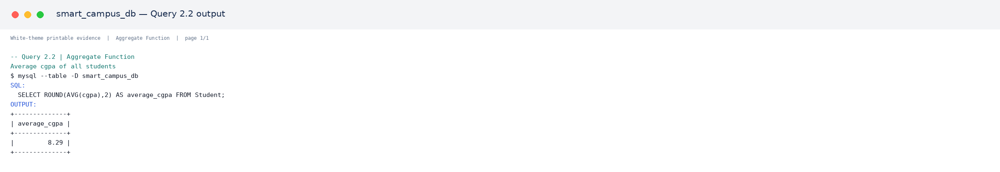 smart_campus_db — Query 2.2 output
White-theme printable evidence  |  Aggregate Function  |  page 1/1
-- Query 2.2 | Aggregate Function
Average cgpa of all students
$ mysql --table -D smart_campus_db
SQL:
  SELECT ROUND(AVG(cgpa),2) AS average_cgpa FROM Student;
OUTPUT:
+--------------+
| average_cgpa |
+--------------+
|         8.29 |
+--------------+